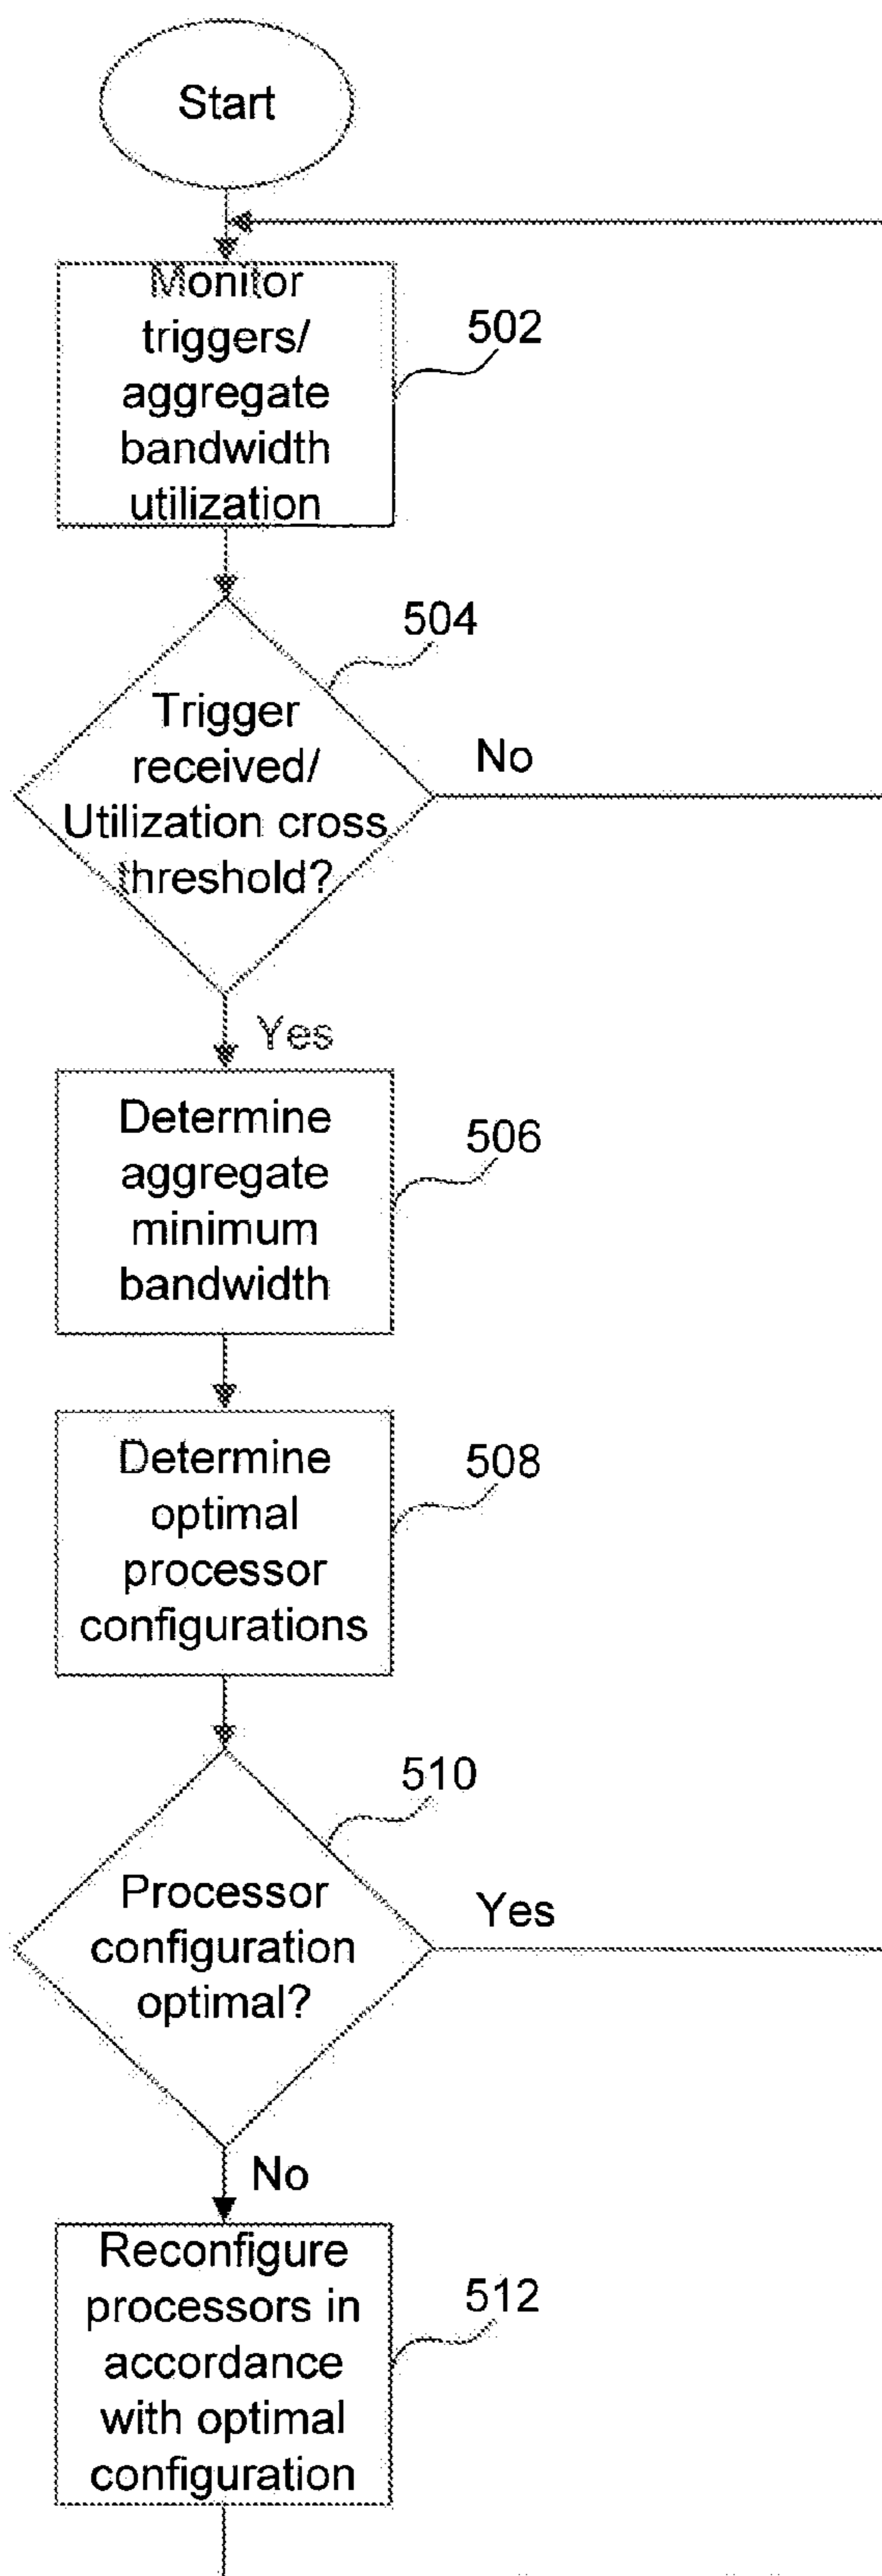 Start
Monitor
triggers/
aggregate
bandwidth
utilization
502
504
Trigger
received/
Utilization cross
threshold?
No
Yes
Determine
aggregate
minimum
bandwidth
506
Determine
optimal
processor
configurations
508
510
Processor
configuration
optimal?
Yes
No
Reconfigure
processors in
accordance
with optimal
configuration
512